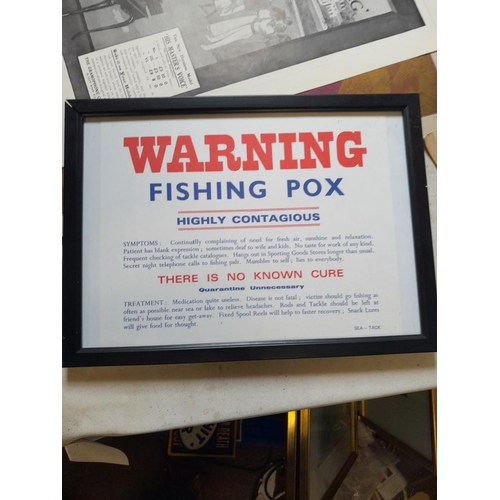 "HIS MASTER'S VOICE"
WARNING
FISHING POX
HIGHLY CONTAGIOUS
SYMPTOMS: Continually complaining of need for fresh air, sunshine and relaxation.
Patient has blank expression; sometimes deaf to wife and kids. No taste for work of any kind.
Frequent checking of tackle catalogues. Hangs out in Sporting Goods Stores longer than usual.
Secret night telephone calls to fishing pals. Mumbles to self; lies to everybody.
THERE IS NO KNOWN CURE
Quarantine Unnecessary
TREATMENT: Medication quite useless. Disease is not fatal; victims should go fishing as
often as possible near sea or lake to relieve headaches. Rods and Tackle should be left at
friend's house for easy get-away. Fixed Speed Reels will help to faster recovery; Snack Lures
will give food for thought.
SEA - TACK